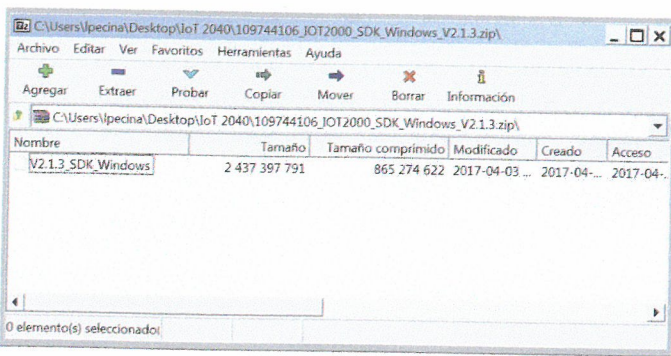 C:\Users\lpecina\Desktop\IoT 2040\109744106_IOT2000_SDK_Windows_V2.1.3.zip\
Archivo Editar Ver Favoritos Herramientas Ayuda
Agregar Extraer Probar Copiar Mover Borrar Información
C:\Users\lpecina\Desktop\IoT 2040\109744106_IOT2000_SDK_Windows_V2.1.3.zip\
Nombre Tamaño Tamaño comprimido Modificado Creado Acceso
V2.1.3_SDK_Windows 2 437 397 791 865 274 622 2017-04-03 ... 2017-04-... 2017-04-.
0 elemento(s) seleccionado(